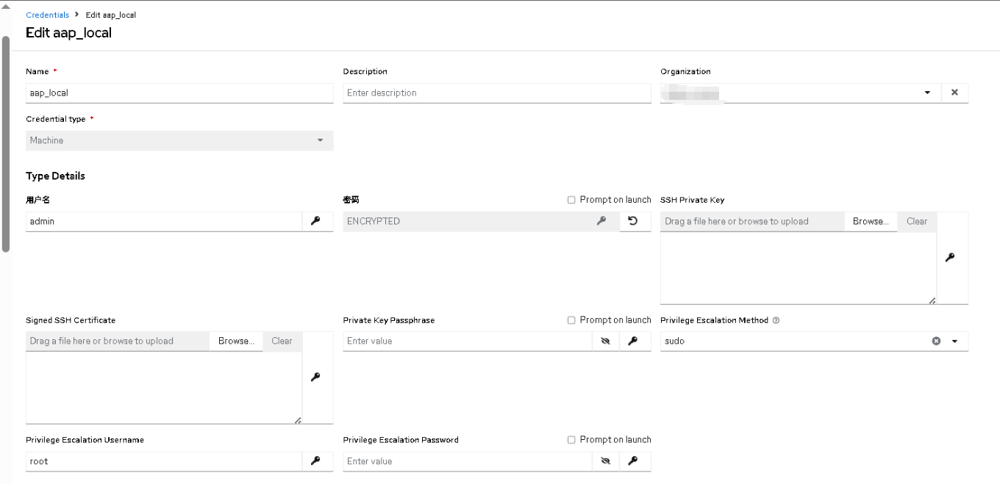 Credentials > Edit aap_local
Edit aap_local
Name * Description Organization
aap_local Enter description
Credential type *
Machine
Type Details
用户名 密码 Prompt on launch SSH Private Key
admin ENCRYPTED Drag a file here or browse to upload Browse... Clear
Signed SSH Certificate Private Key Passphrase Prompt on launch Privilege Escalation Method
Drag a file here or browse to upload Browse... Clear Enter value sudo
Privilege Escalation Username Privilege Escalation Password Prompt on launch
root Enter value